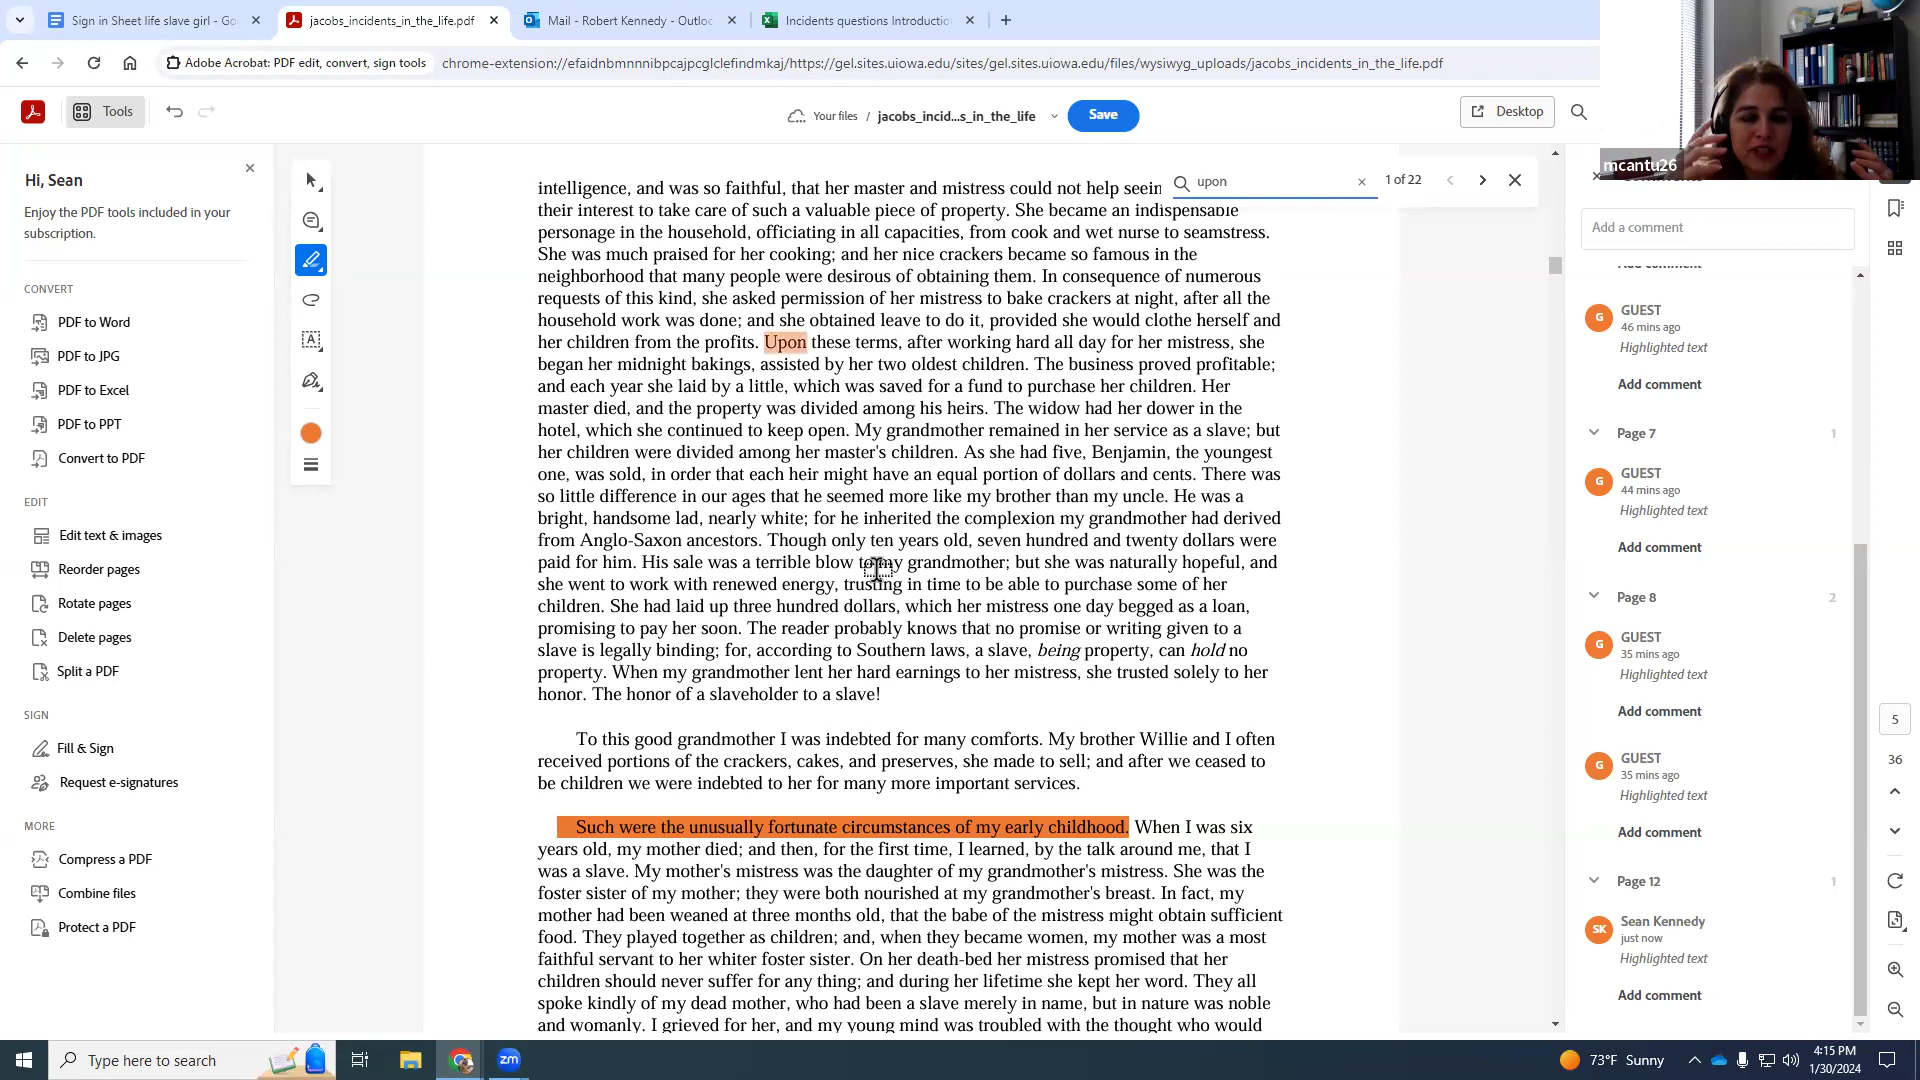 Sign in Sheet life slave girl - Go
jacobs_incidents_in_the_life.pdf
Mail - Robert Kennedy - Outloo
Incidents questions Introductio
Adobe Acrobat: PDF edit, convert, sign tools
chrome-extension://efaidnbmnnnibpcajpcglclefindmkaj/https://gel.sites.uiowa.edu/sites/gel.sites.uiowa.edu/files/wysiwyg_uploads/jacobs_incidents_in_the_life.pdf
Tools
Your files / jacobs_incid...s_in_the_life
Save
Desktop
mcantu26
Hi, Sean
Enjoy the PDF tools included in your
subscription.
CONVERT
PDF to Word
PDF to JPG
PDF to Excel
PDF to PPT
Convert to PDF
EDIT
Edit text & images
Reorder pages
Rotate pages
Delete pages
Split a PDF
SIGN
Fill & Sign
Request e-signatures
MORE
Compress a PDF
Combine files
Protect a PDF
upon
1 of 22
intelligence, and was so faithful, that her master and mistress could not help seein
their interest to take care of such a valuable piece of property. She became an indispensable
personage in the household, officiating in all capacities, from cook and wet nurse to seamstress.
She was much praised for her cooking; and her nice crackers became so famous in the
neighborhood that many people were desirous of obtaining them. In consequence of numerous
requests of this kind, she asked permission of her mistress to bake crackers at night, after all the
household work was done; and she obtained leave to do it, provided she would clothe herself and
her children from the profits. Upon these terms, after working hard all day for her mistress, she
began her midnight bakings, assisted by her two oldest children. The business proved profitable;
and each year she laid by a little, which was saved for a fund to purchase her children. Her
master died, and the property was divided among his heirs. The widow had her dower in the
hotel, which she continued to keep open. My grandmother remained in her service as a slave; but
her children were divided among her master's children. As she had five, Benjamin, the youngest
one, was sold, in order that each heir might have an equal portion of dollars and cents. There was
so little difference in our ages that he seemed more like my brother than my uncle. He was a
bright, handsome lad, nearly white; for he inherited the complexion my grandmother had derived
from Anglo-Saxon ancestors. Though only ten years old, seven hundred and twenty dollars were
paid for him. His sale was a terrible blow to my grandmother; but she was naturally hopeful, and
she went to work with renewed energy, trusting in time to be able to purchase some of her
children. She had laid up three hundred dollars, which her mistress one day begged as a loan,
promising to pay her soon. The reader probably knows that no promise or writing given to a
slave is legally binding; for, according to Southern laws, a slave, being property, can hold no
property. When my grandmother lent her hard earnings to her mistress, she trusted solely to her
honor. The honor of a slaveholder to a slave!
To this good grandmother I was indebted for many comforts. My brother Willie and I often
received portions of the crackers, cakes, and preserves, she made to sell; and after we ceased to
be children we were indebted to her for many more important services.
Such were the unusually fortunate circumstances of my early childhood. When I was six
years old, my mother died; and then, for the first time, I learned, by the talk around me, that I
was a slave. My mother's mistress was the daughter of my grandmother's mistress. She was the
foster sister of my mother; they were both nourished at my grandmother's breast. In fact, my
mother had been weaned at three months old, that the babe of the mistress might obtain sufficient
food. They played together as children; and, when they became women, my mother was a most
faithful servant to her whiter foster sister. On her death-bed her mistress promised that her
children should never suffer for any thing; and during her lifetime she kept her word. They all
spoke kindly of my dead mother, who had been a slave merely in name, but in nature was noble
and womanly. I grieved for her, and my young mind was troubled with the thought who would
Add a comment
Add comment
G
GUEST
46 mins ago
Highlighted text
Add comment
Page 7
1
G
GUEST
44 mins ago
Highlighted text
Add comment
Page 8
2
G
GUEST
35 mins ago
Highlighted text
Add comment
G
GUEST
35 mins ago
Highlighted text
Add comment
Page 12
1
SK
Sean Kennedy
just now
Highlighted text
Add comment
5
36
Type here to search
zm
73°F Sunny
4:15 PM
1/30/2024